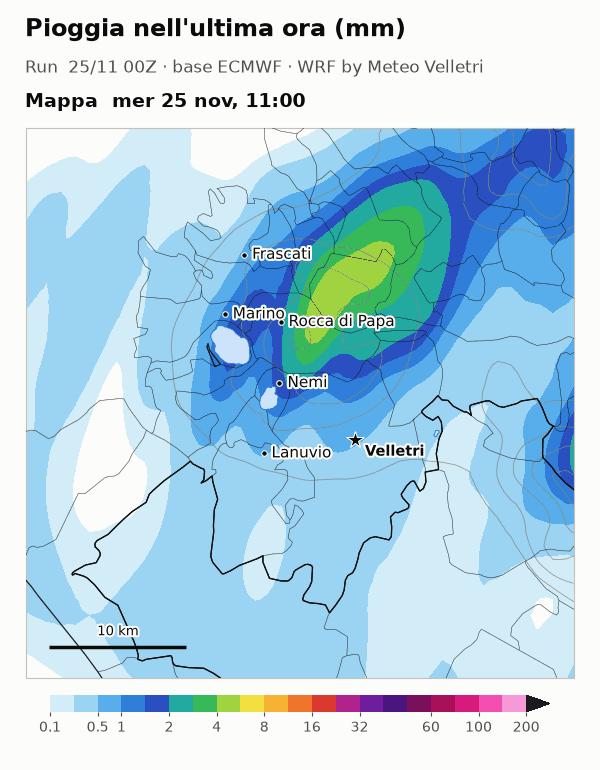 Pioggia nell'ultima ora (mm)
Run  25/11 00Z · base ECMWF · WRF by Meteo Velletri
Mappa  mer 25 nov, 11:00
Frascati
Marino
Rocca di Papa
Nemi
Velletri
Lanuvio
10 km
0.1 0.5 1 2 4 8 16 32 60 100 200